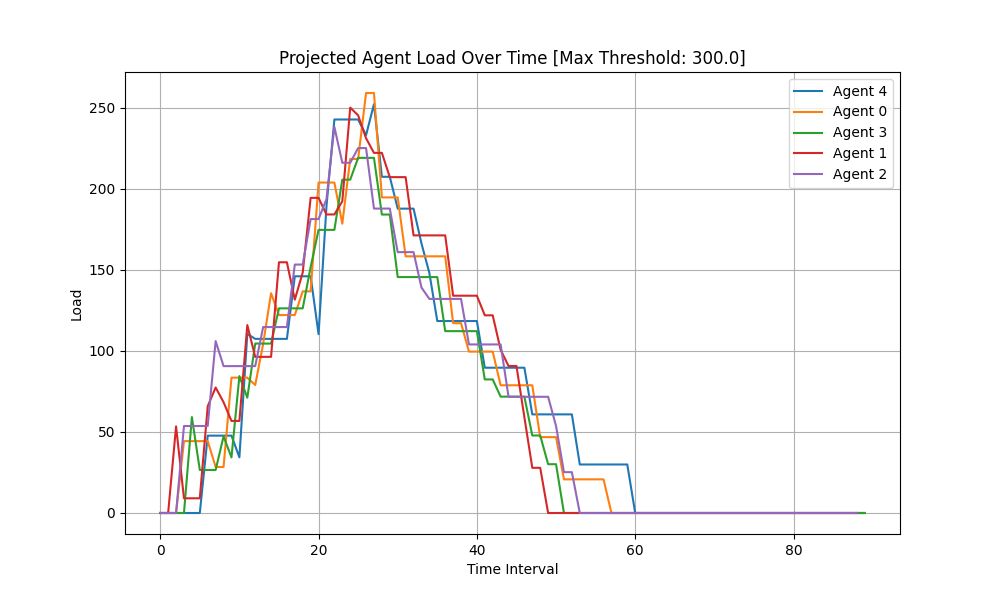 Projected Agent Load Over Time [Max Threshold: 300.0]
Agent 4
Agent 0
Agent 3
Agent 1
Agent 2
250
200
150
100
50
0
Load
0 20 40 60 80
Time Interval